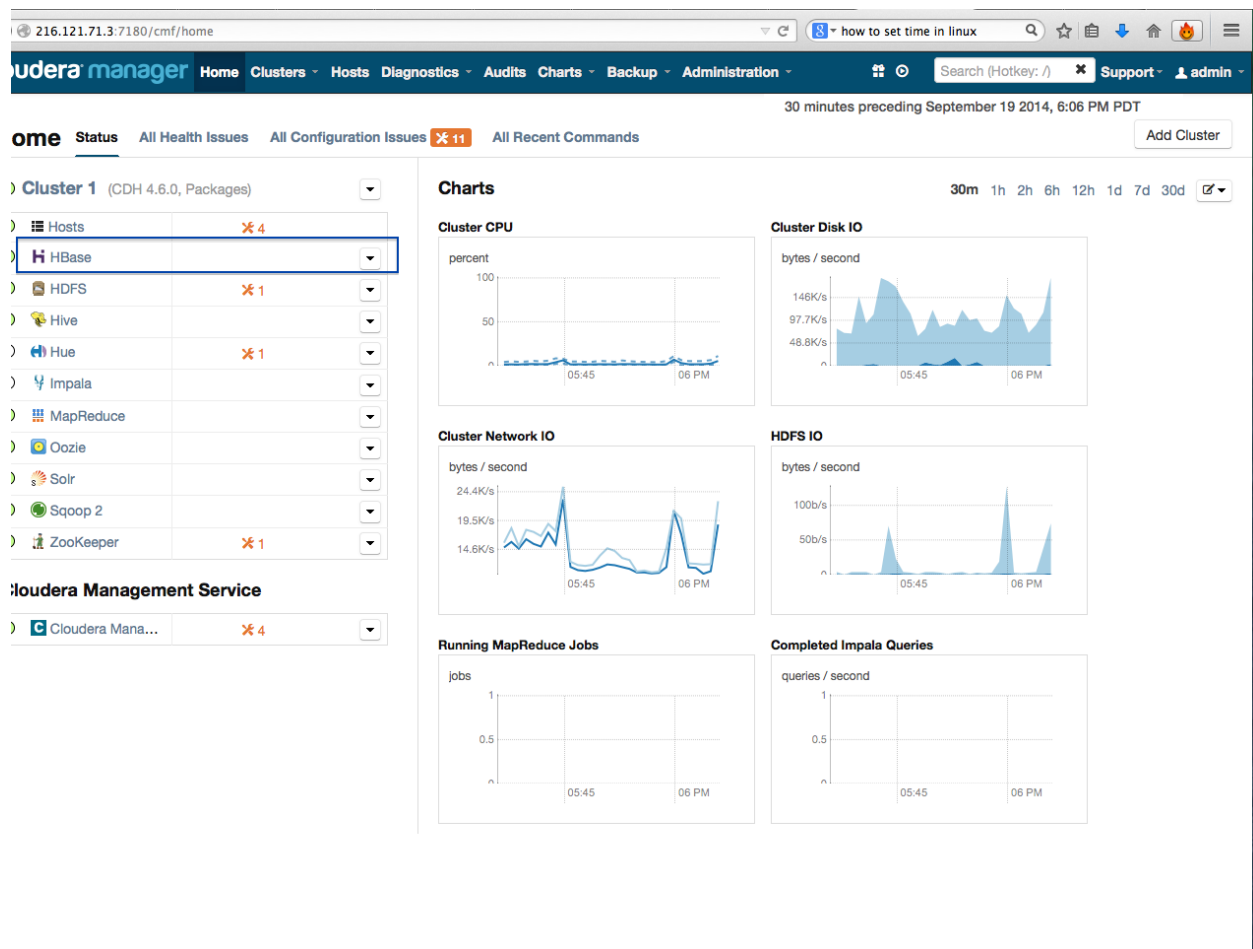 216.121.71.3:7180/cmf/home
8 how to set time in linux
oudera manager Home Clusters Hosts Diagnostics Audits Charts Backup Administration Search (Hotkey: /) Support admin
30 minutes preceding September 19 2014, 6:06 PM PDT
ome Status All Health Issues All Configuration Issues 11 All Recent Commands Add Cluster
Cluster 1 (CDH 4.6.0, Packages)
Hosts 4
HBase
HDFS 1
Hive
Hue 1
Impala
MapReduce
Oozie
Solr
Sqoop 2
ZooKeeper 1
Cloudera Management Service
C Cloudera Mana... 4
Charts 30m 1h 2h 6h 12h 1d 7d 30d
Cluster CPU
percent
100
50
0
05:45 06 PM
Cluster Disk IO
bytes / second
146K/s
97.7K/s
48.8K/s
0
05:45 06 PM
Cluster Network IO
bytes / second
24.4K/s
19.5K/s
14.6K/s
05:45 06 PM
HDFS IO
bytes / second
100b/s
50b/s
0
05:45 06 PM
Running MapReduce Jobs
jobs
1
0.5
0
05:45 06 PM
Completed Impala Queries
queries / second
1
0.5
0
05:45 06 PM